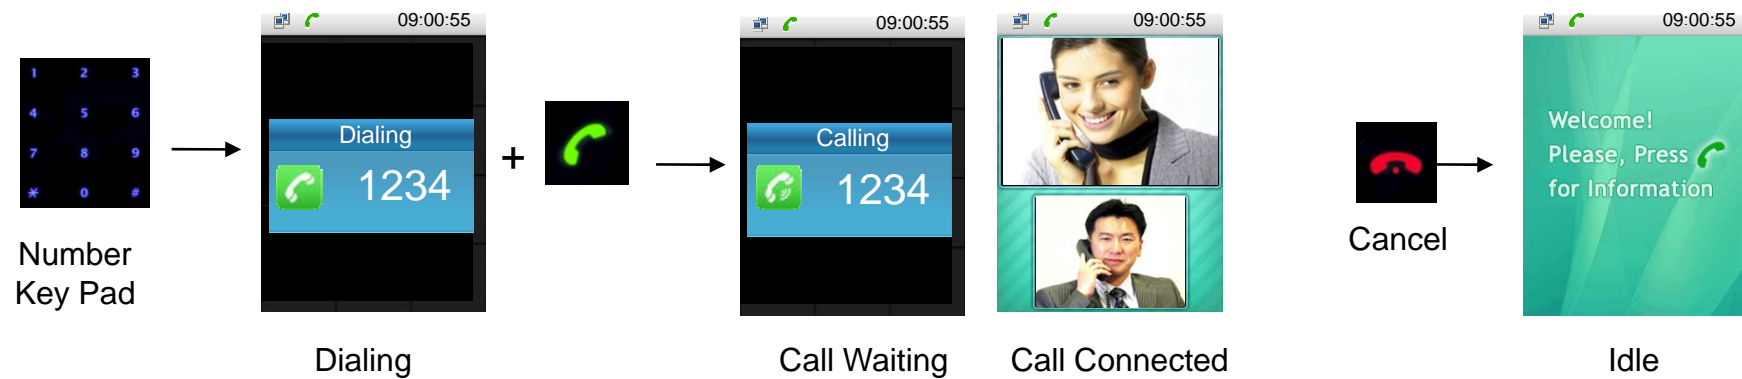 09:00:55
09:00:55
09:00:55
09:00:55
1 2 3
4 5 6
7 8 9
* 0 #
Dialing
1234
+
Calling
1234
Welcome!
Please, Press
for Information
Number
Key Pad
Cancel
Dialing
Call Waiting
Call Connected
Idle